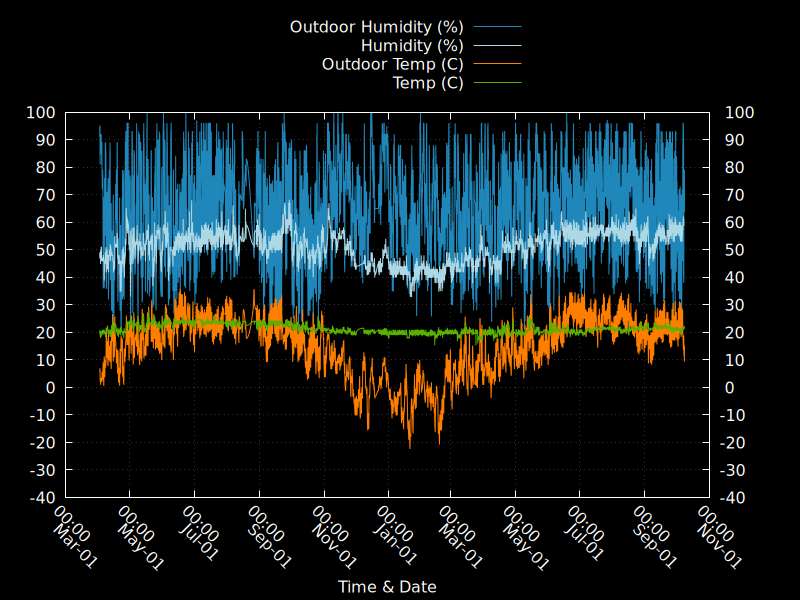 Outdoor Humidity (%)
Humidity (%)
Outdoor Temp (C)
Temp (C)
100 100
90 90
80 80
70 70
60 60
50 50
40 40
30 30
20 20
10 10
0 0
-10 -10
-20 -20
-30 -30
-40 -40
00:00 Mar-01
00:00 May-01
00:00 Jul-01
00:00 Sep-01
00:00 Nov-01
00:00 Jan-01
00:00 Mar-01
00:00 May-01
00:00 Jul-01
00:00 Sep-01
00:00 Nov-01
Time & Date